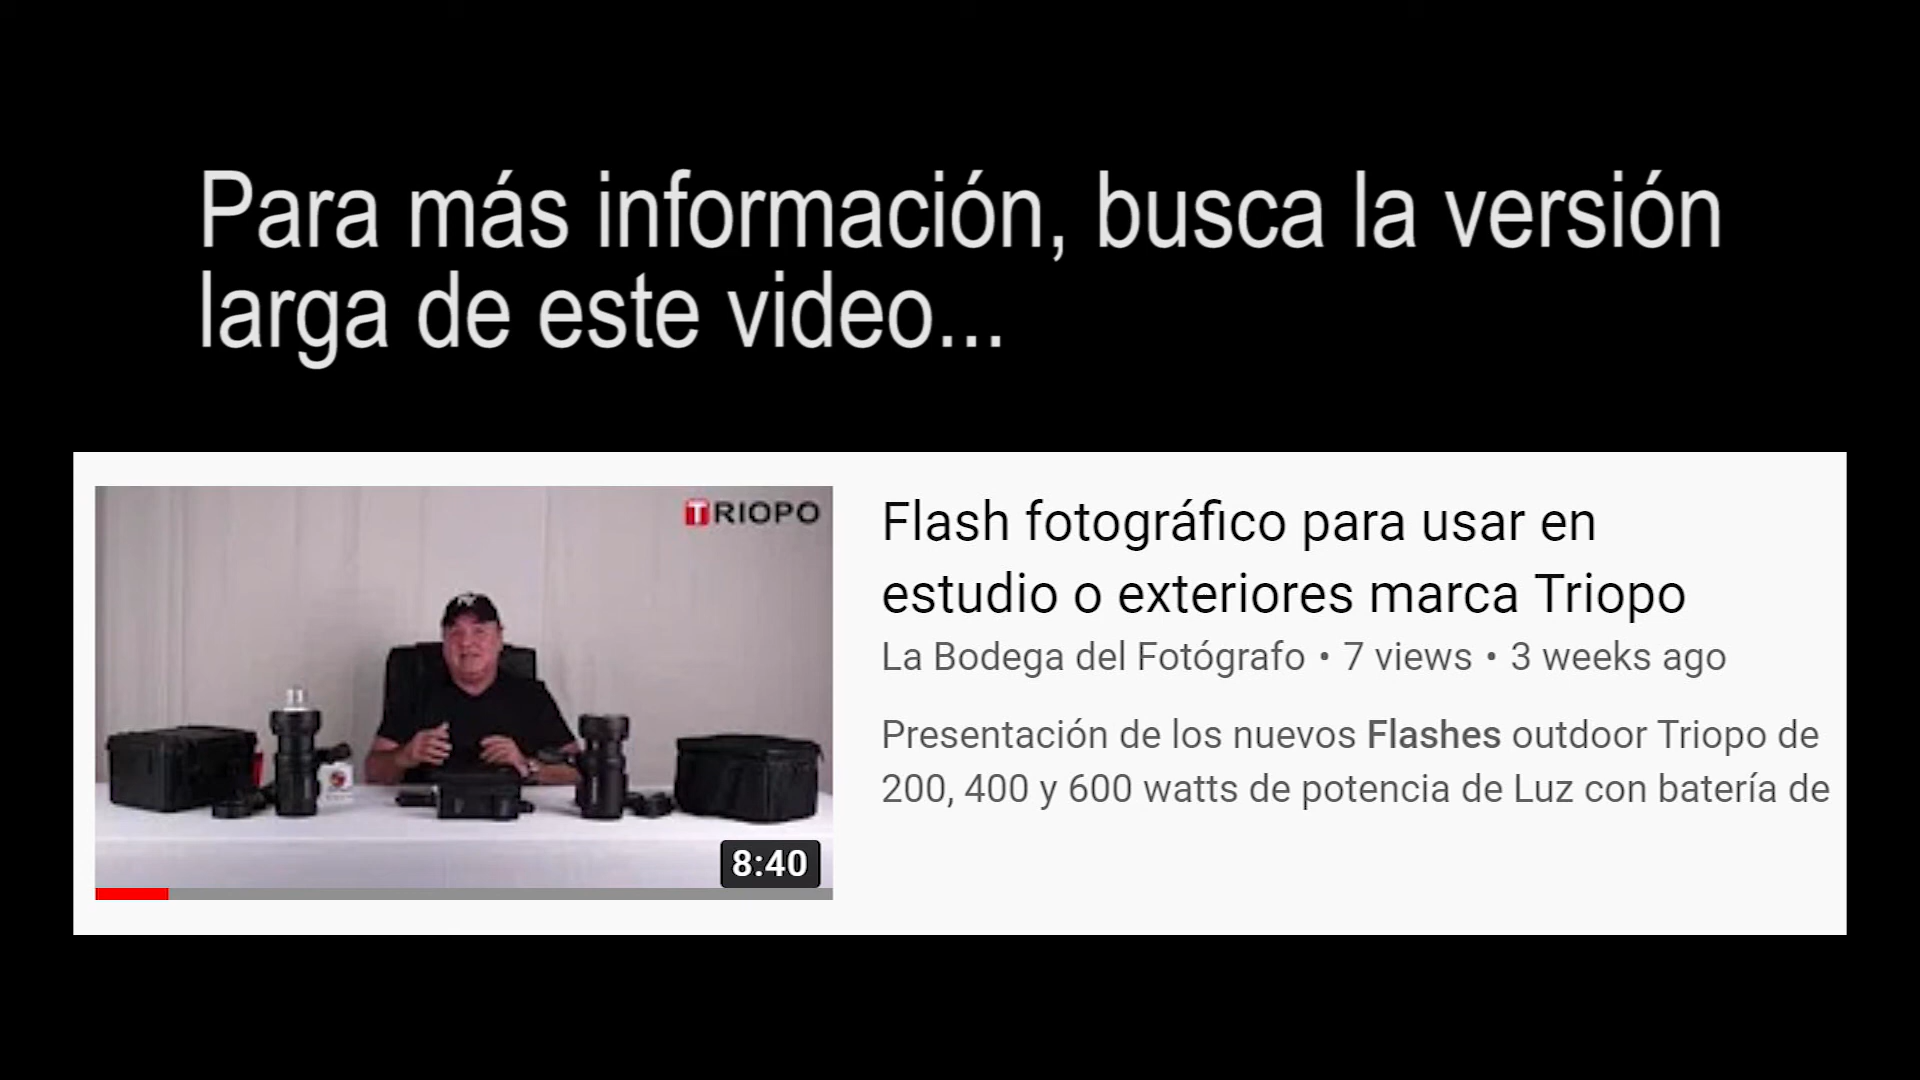 Para más información, busca la versión
larga de este video...
TRIOPO
8:40
Flash fotográfico para usar en
estudio o exteriores marca Triopo
La Bodega del Fotógrafo • 7 views • 3 weeks ago
Presentación de los nuevos Flashes outdoor Triopo de
200, 400 y 600 watts de potencia de Luz con batería de